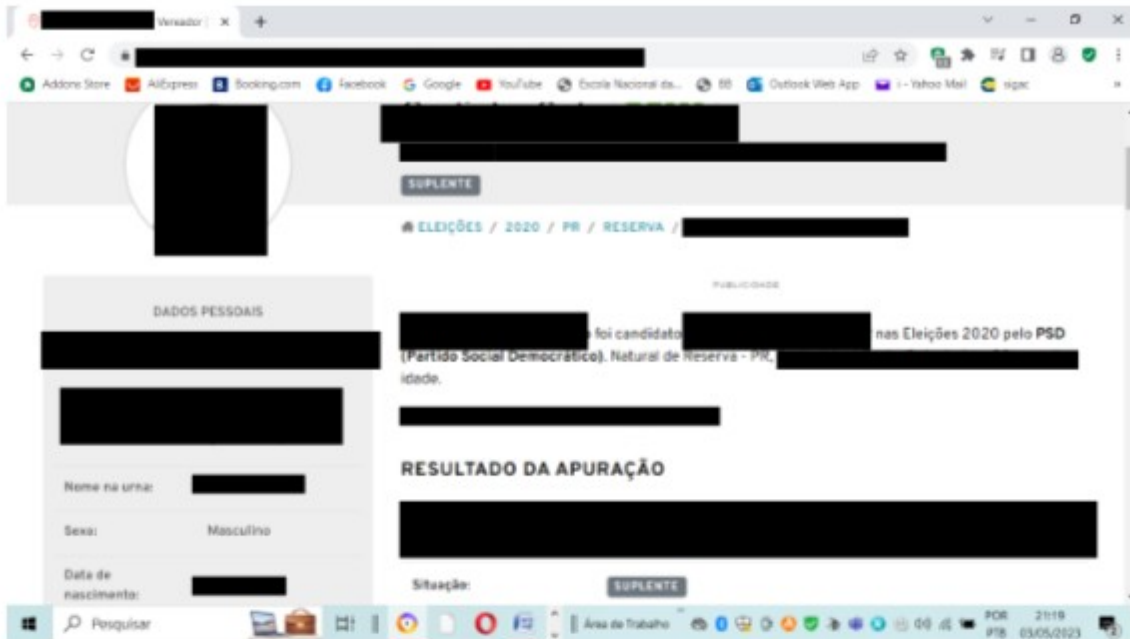 Vereador |
Addons Store AliExpress Booking.com Facebook Google YouTube Escola Nacional da... BB Outlook Web App i - Yahoo Mail sigac
SUPLENTE
ELEIÇÕES / 2020 / PR / RESERVA /
PUBLICIDADE
DADOS PESSOAIS
foi candidato nas Eleições 2020 pelo PSD
(Partido Social Democrático). Natural de Reserva - PR,
idade.
RESULTADO DA APURAÇÃO
Nome na urna:
Sexo: Masculino
Data de
nascimento:
Situação: SUPLENTE
Pesquisar
Área de Trabalho
POR 21:19
PTB 03/05/2023